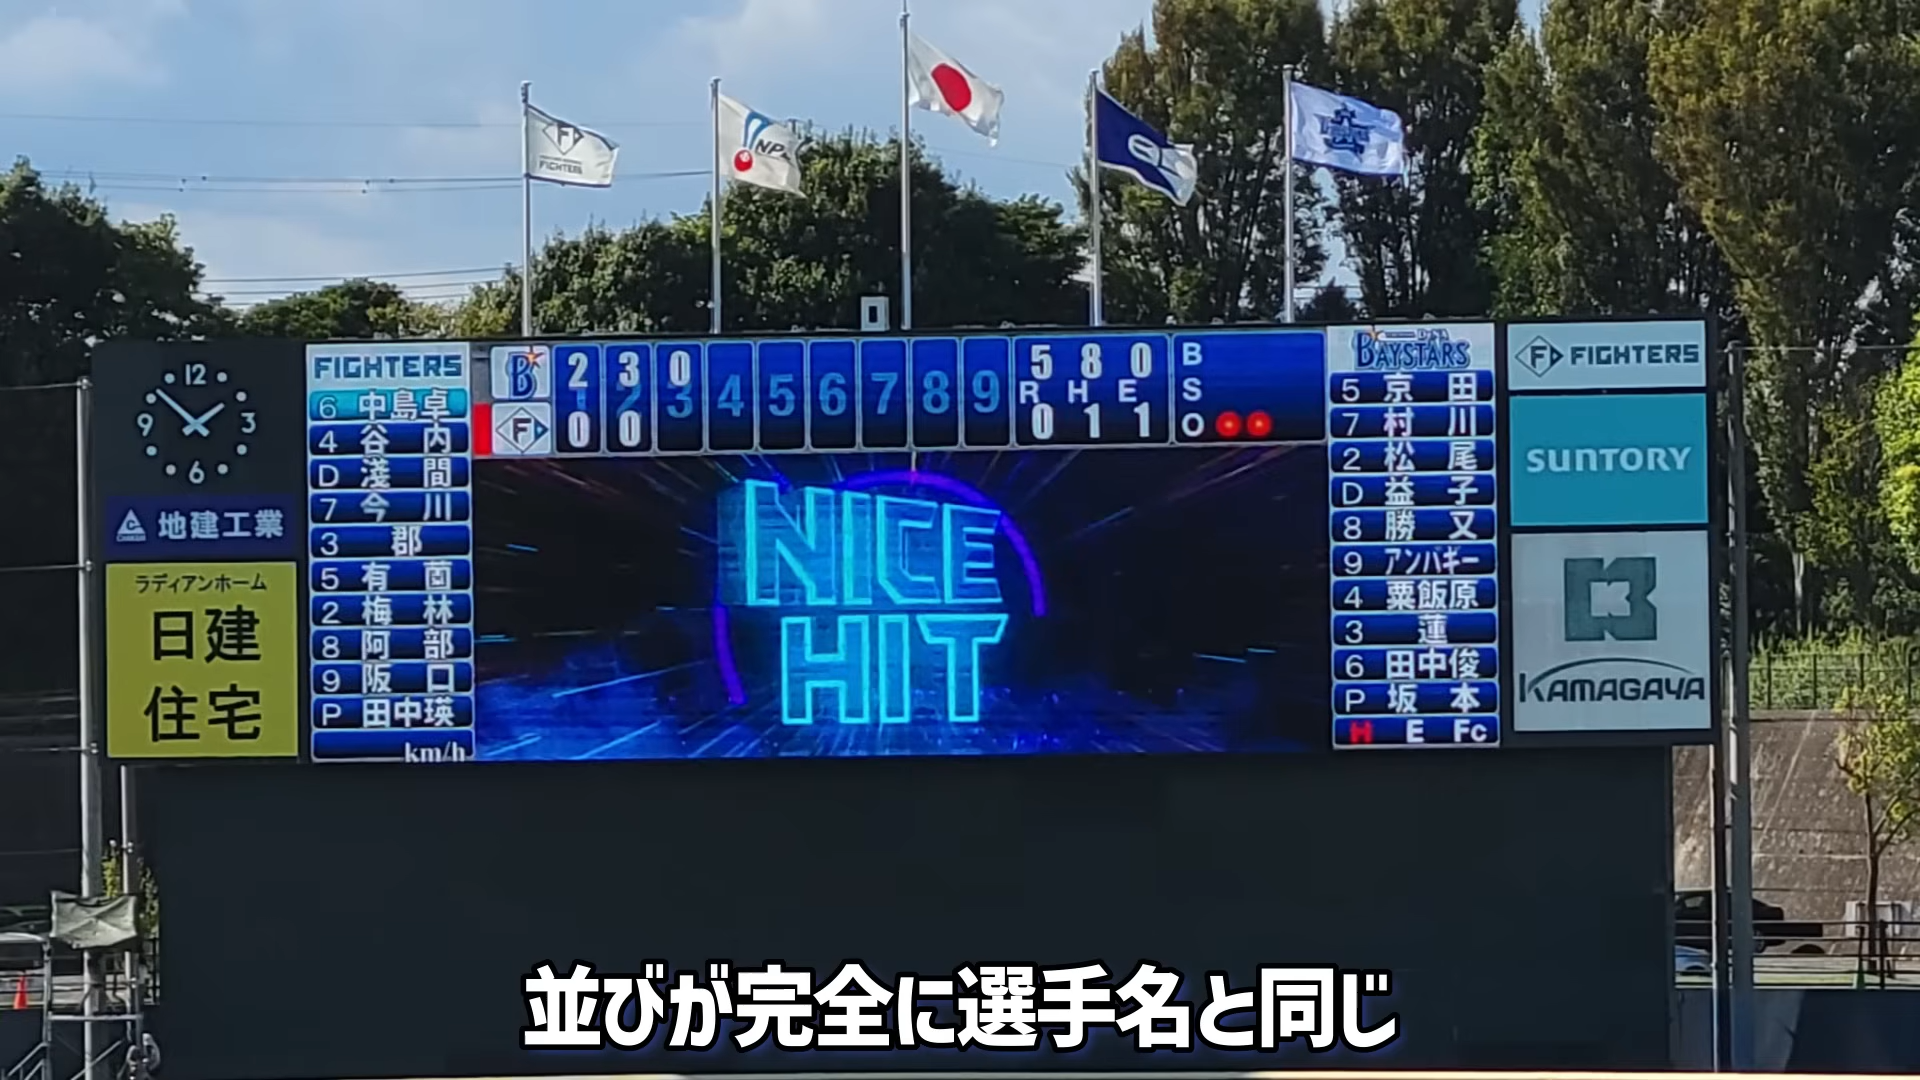 FIGHTERS
NPB
12
9 3
6
地建工業
ラディアンホーム
日建
住宅
FIGHTERS
6 中島卓
4 谷内
D 淺間
7 今川
3 郡
5 有薗
2 梅林
8 阿部
9 阪口
P 田中瑛
km/h
B 2 3 0 4 5 6 7 8 9 5 8 0
1 2 3 R H E
F 0 0 0 1 1
B
S
O
NICE
HIT
BAYSTARS
5 京田
7 村川
2 松尾
D 益子
8 勝又
9 アンバギー
4 粟飯原
3 蓮
6 田中俊
P 坂本
H E Fc
FIGHTERS
SUNTORY
KAMAGAYA
並びが完全に選手名と同じ